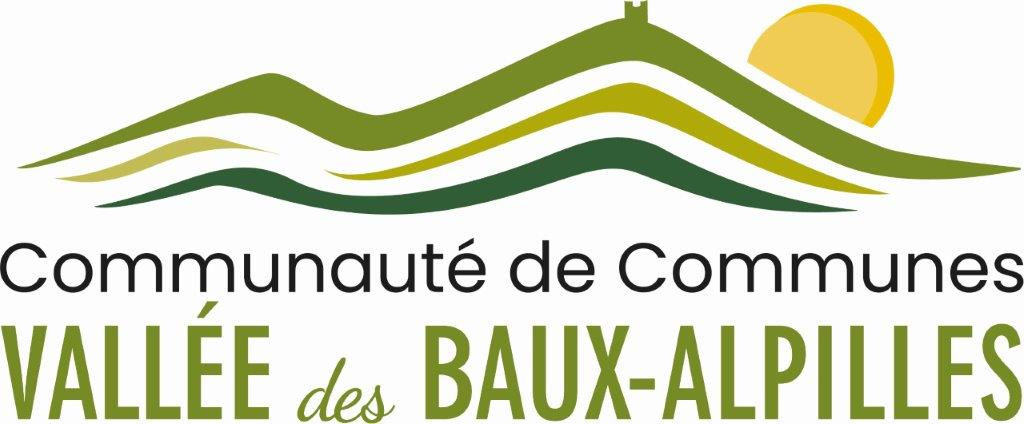 Communauté de Communes
VALLÉE des BAUX-ALPILLES